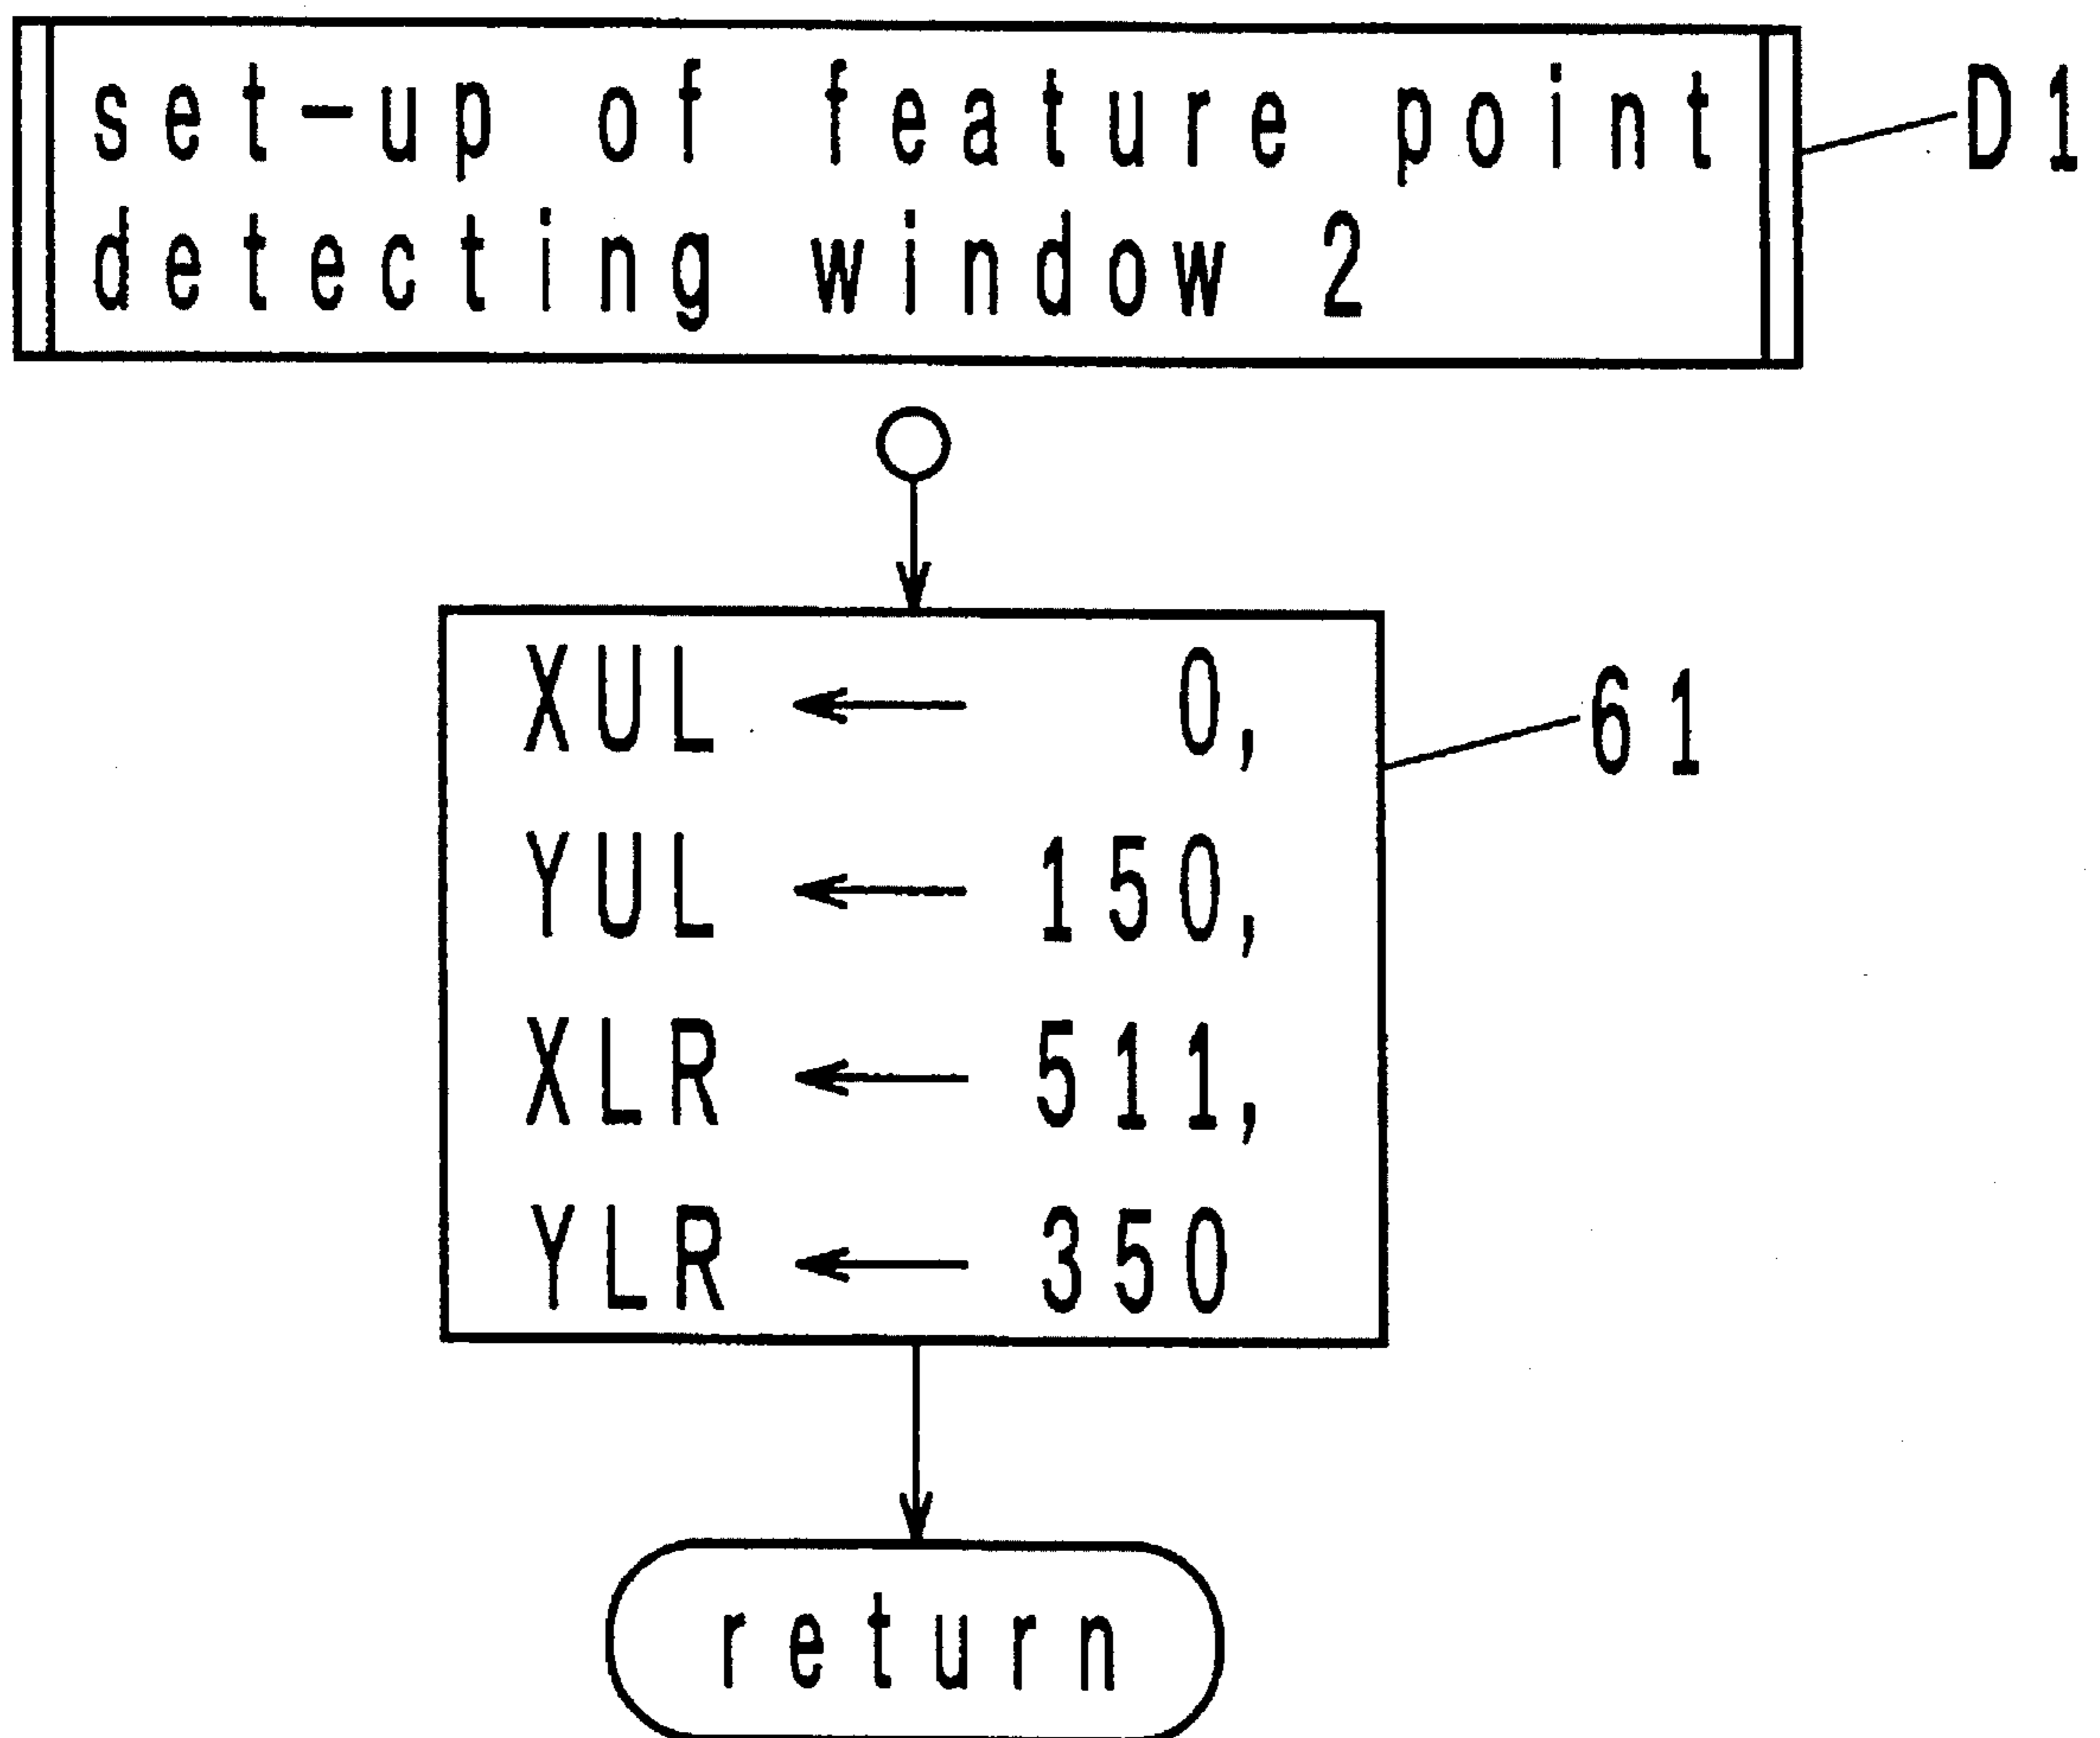 set-up of feature point
detecting window 2
D1
XUL ← 0,
61
YUL ← 150,
XLR ← 511,
YLR ← 350
return